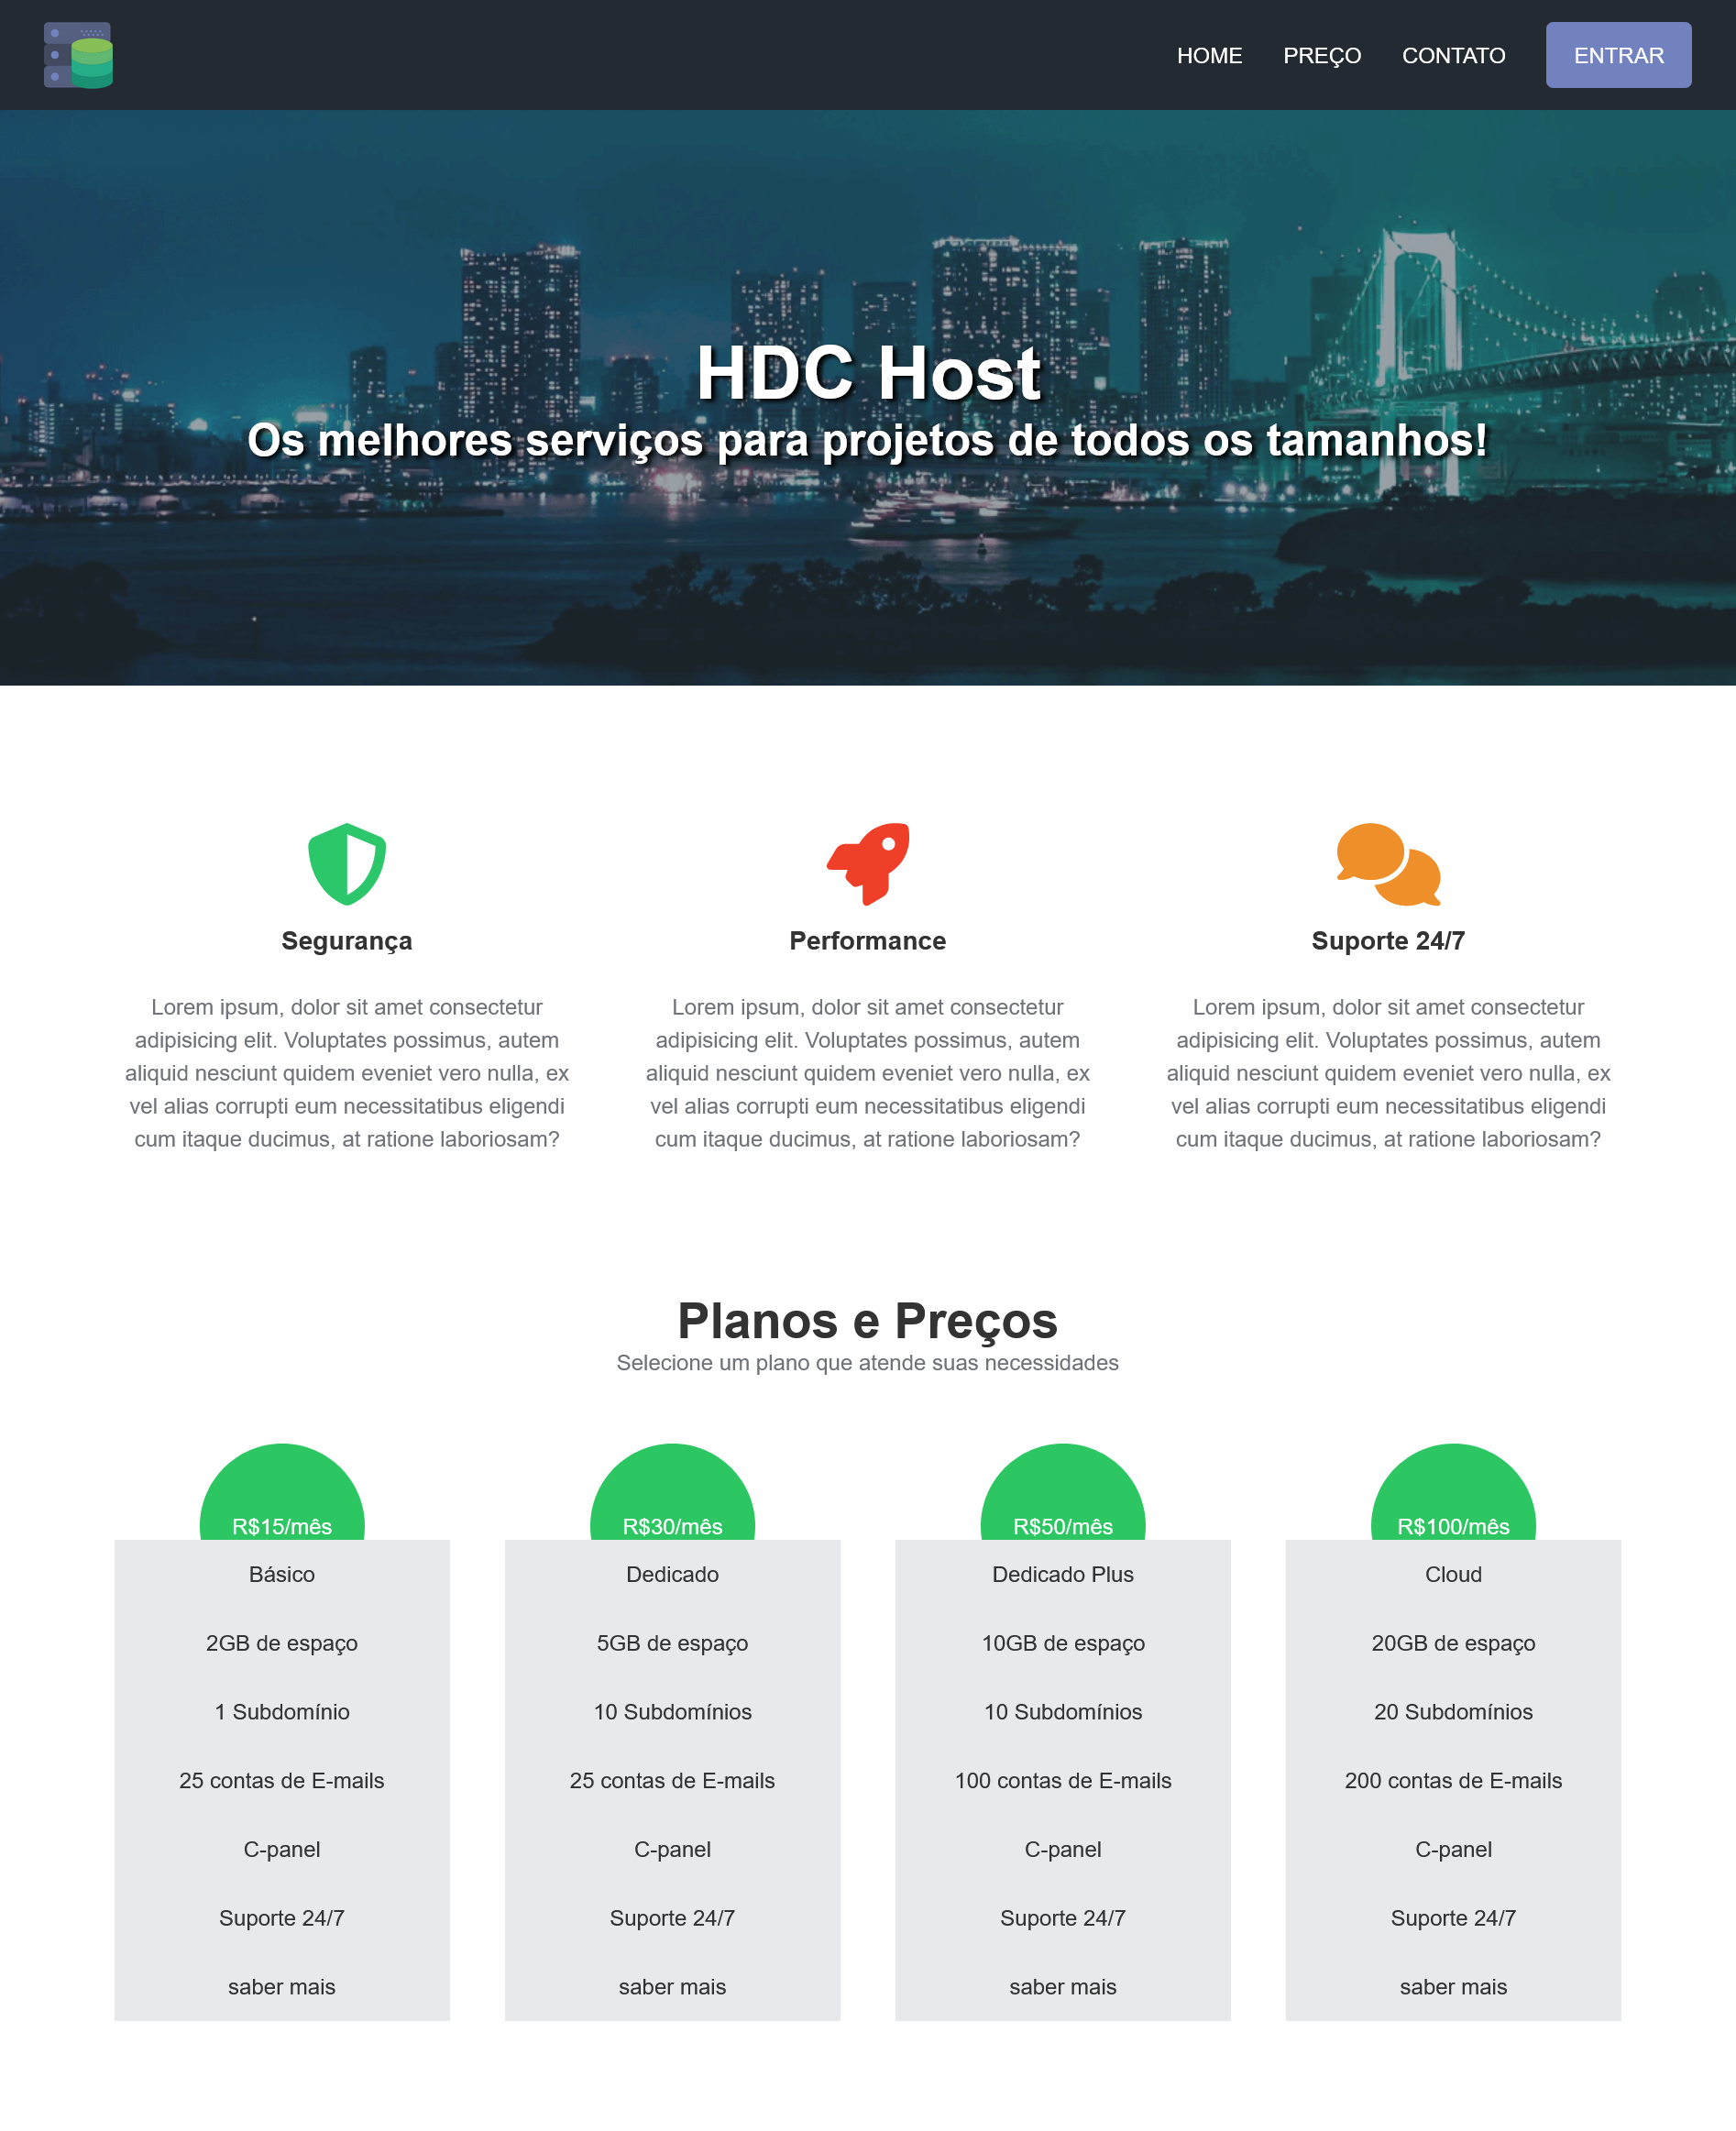 HOME PREÇO CONTATO ENTRAR
HDC Host
Os melhores serviços para projetos de todos os tamanhos!
Segurança
Lorem ipsum, dolor sit amet consectetur
adipisicing elit. Voluptates possimus, autem
aliquid nesciunt quidem eveniet vero nulla, ex
vel alias corrupti eum necessitatibus eligendi
cum itaque ducimus, at ratione laboriosam?
Performance
Lorem ipsum, dolor sit amet consectetur
adipisicing elit. Voluptates possimus, autem
aliquid nesciunt quidem eveniet vero nulla, ex
vel alias corrupti eum necessitatibus eligendi
cum itaque ducimus, at ratione laboriosam?
Suporte 24/7
Lorem ipsum, dolor sit amet consectetur
adipisicing elit. Voluptates possimus, autem
aliquid nesciunt quidem eveniet vero nulla, ex
vel alias corrupti eum necessitatibus eligendi
cum itaque ducimus, at ratione laboriosam?
Planos e Preços
Selecione um plano que atende suas necessidades
R$15/mês
Básico
2GB de espaço
1 Subdomínio
25 contas de E-mails
C-panel
Suporte 24/7
saber mais
R$30/mês
Dedicado
5GB de espaço
10 Subdomínios
25 contas de E-mails
C-panel
Suporte 24/7
saber mais
R$50/mês
Dedicado Plus
10GB de espaço
10 Subdomínios
100 contas de E-mails
C-panel
Suporte 24/7
saber mais
R$100/mês
Cloud
20GB de espaço
20 Subdomínios
200 contas de E-mails
C-panel
Suporte 24/7
saber mais